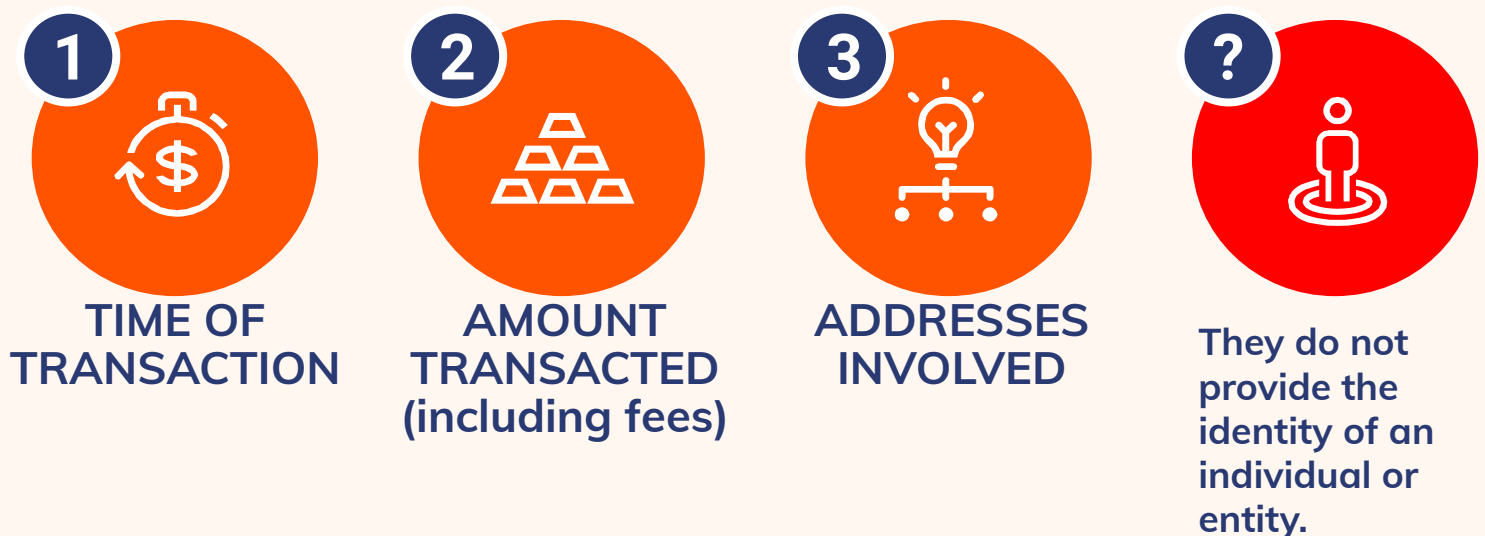 1
TIME OF
TRANSACTION
2
AMOUNT
TRANSACTED
(including fees)
3
ADDRESSES
INVOLVED
?
They do not
provide the
identity of an
individual or
entity.